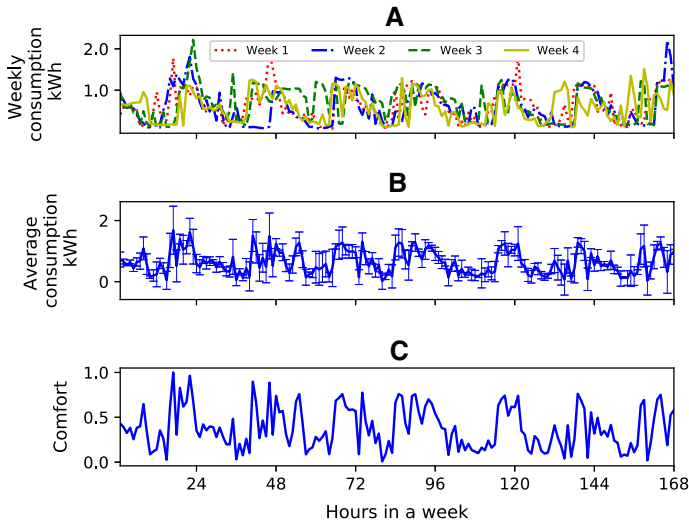 A
Weekly
consumption
kWh
2.0
1.0
Week 1 Week 2 Week 3 Week 4
B
Average
consumption
kWh
2
0
C
Comfort
1.0
0.5
0.0
24 48 72 96 120 144 168
Hours in a week